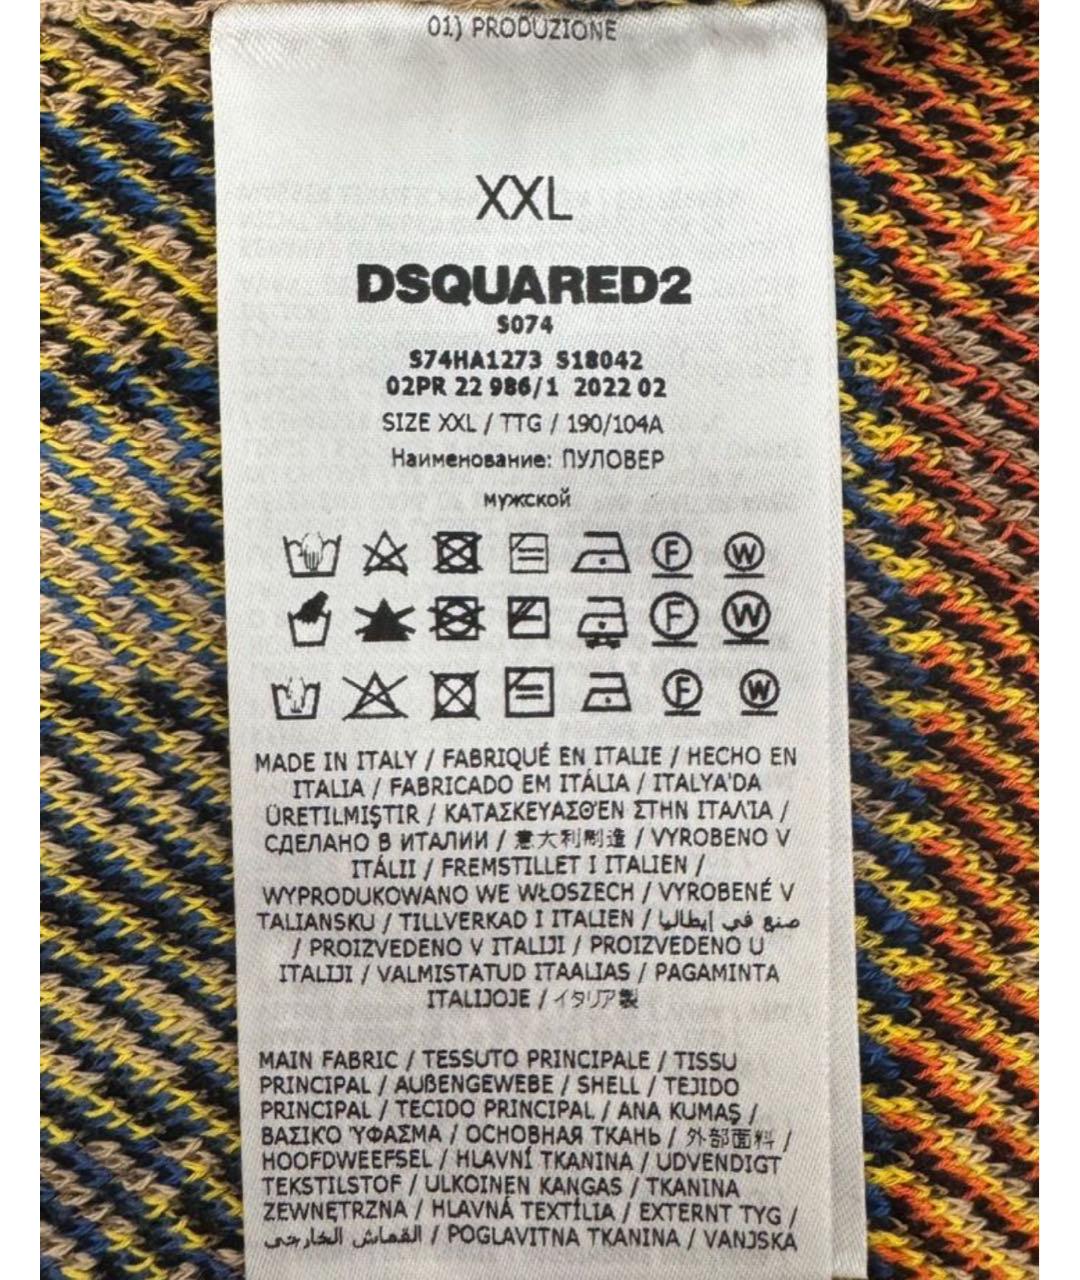 01) PRODUZIONE
XXL
DSQUARED2
S074
S74HA1273 S18042
02PR 22 986/1 2022 02
SIZE XXL / TTG / 190/104A
Наименование: ПУЛОВЕР
мужской
F W
F W
F W
MADE IN ITALY / FABRIQUÉ EN ITALIE / HECHO EN
ITALIA / FABRICADO EM ITÁLIA / ITALYA'DA
ÜRETILMIŞTIR / ΚΑΤΑΣΚΕΥΑΣΘΈΝ ΣΤΗΝ ΙΤΑΛΊΑ /
СДЕЛАНО В ИТАЛИИ / 意大利制造 / VYROBENO V
ITÁLII / FREMSTILLET I ITALIEN /
WYPRODUKOWANO WE WŁOSZECH / VYROBENÉ V
TALIANSKU / TILLVERKAD I ITALIEN / صنع في إيطاليا
/ PROIZVEDENO V ITALIJI / PROIZVEDENO U
ITALIJI / VALMISTATUD ITAALIAS / PAGAMINTA
ITALIJOJE / イタリア製
MAIN FABRIC / TESSUTO PRINCIPALE / TISSU
PRINCIPAL / AUßENGEWEBE / SHELL / TEJIDO
PRINCIPAL / TECIDO PRINCIPAL / ANA KUMAŞ /
ΒΑΣΙΚΟ ΎΦΑΣΜΑ / ОСНОВНАЯ ТКАНЬ / 外部面料 /
HOOFDWEEFSEL / HLAVNÍ TKANINA / UDVENDIGT
TEKSTILSTOF / ULKOINEN KANGAS / TKANINA
ZEWNĘTRZNA / HLAVNÁ TEXTÍLIA / EXTERNT TYG /
القماش الخارجى / POGLAVITNA TKANINA / VANJSKA